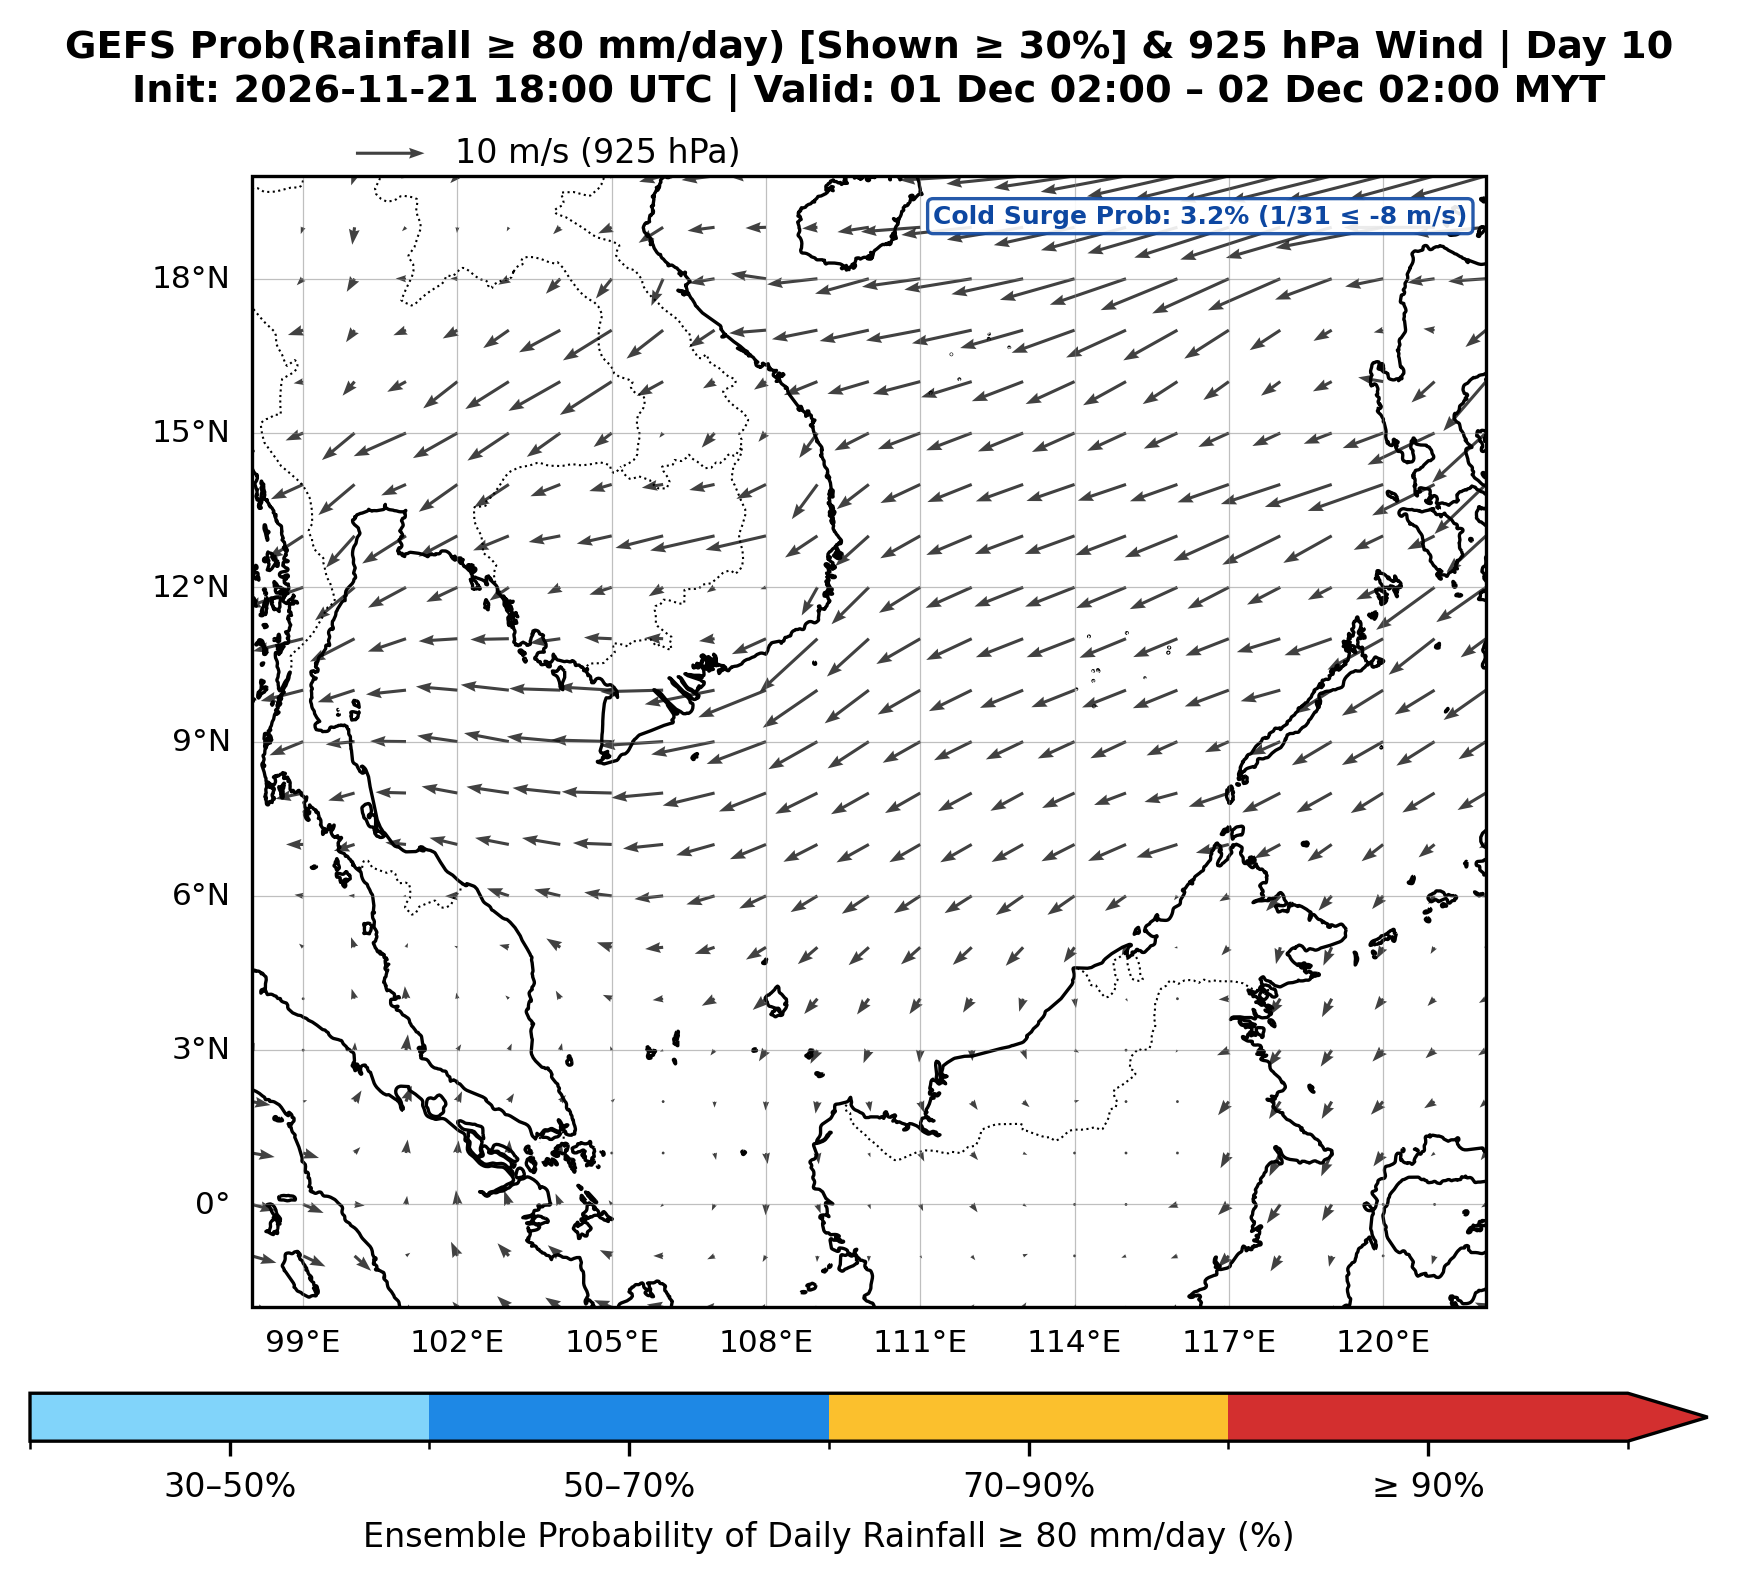 GEFS Prob(Rainfall ≥ 80 mm/day) [Shown ≥ 30%] & 925 hPa Wind | Day 10
Init: 2026-11-21 18:00 UTC | Valid: 01 Dec 02:00 – 02 Dec 02:00 MYT
10 m/s (925 hPa)
Cold Surge Prob: 3.2% (1/31 ≤ -8 m/s)
18°N
15°N
12°N
9°N
6°N
3°N
0°
99°E 102°E 105°E 108°E 111°E 114°E 117°E 120°E
30–50% 50–70% 70–90% ≥ 90%
Ensemble Probability of Daily Rainfall ≥ 80 mm/day (%)